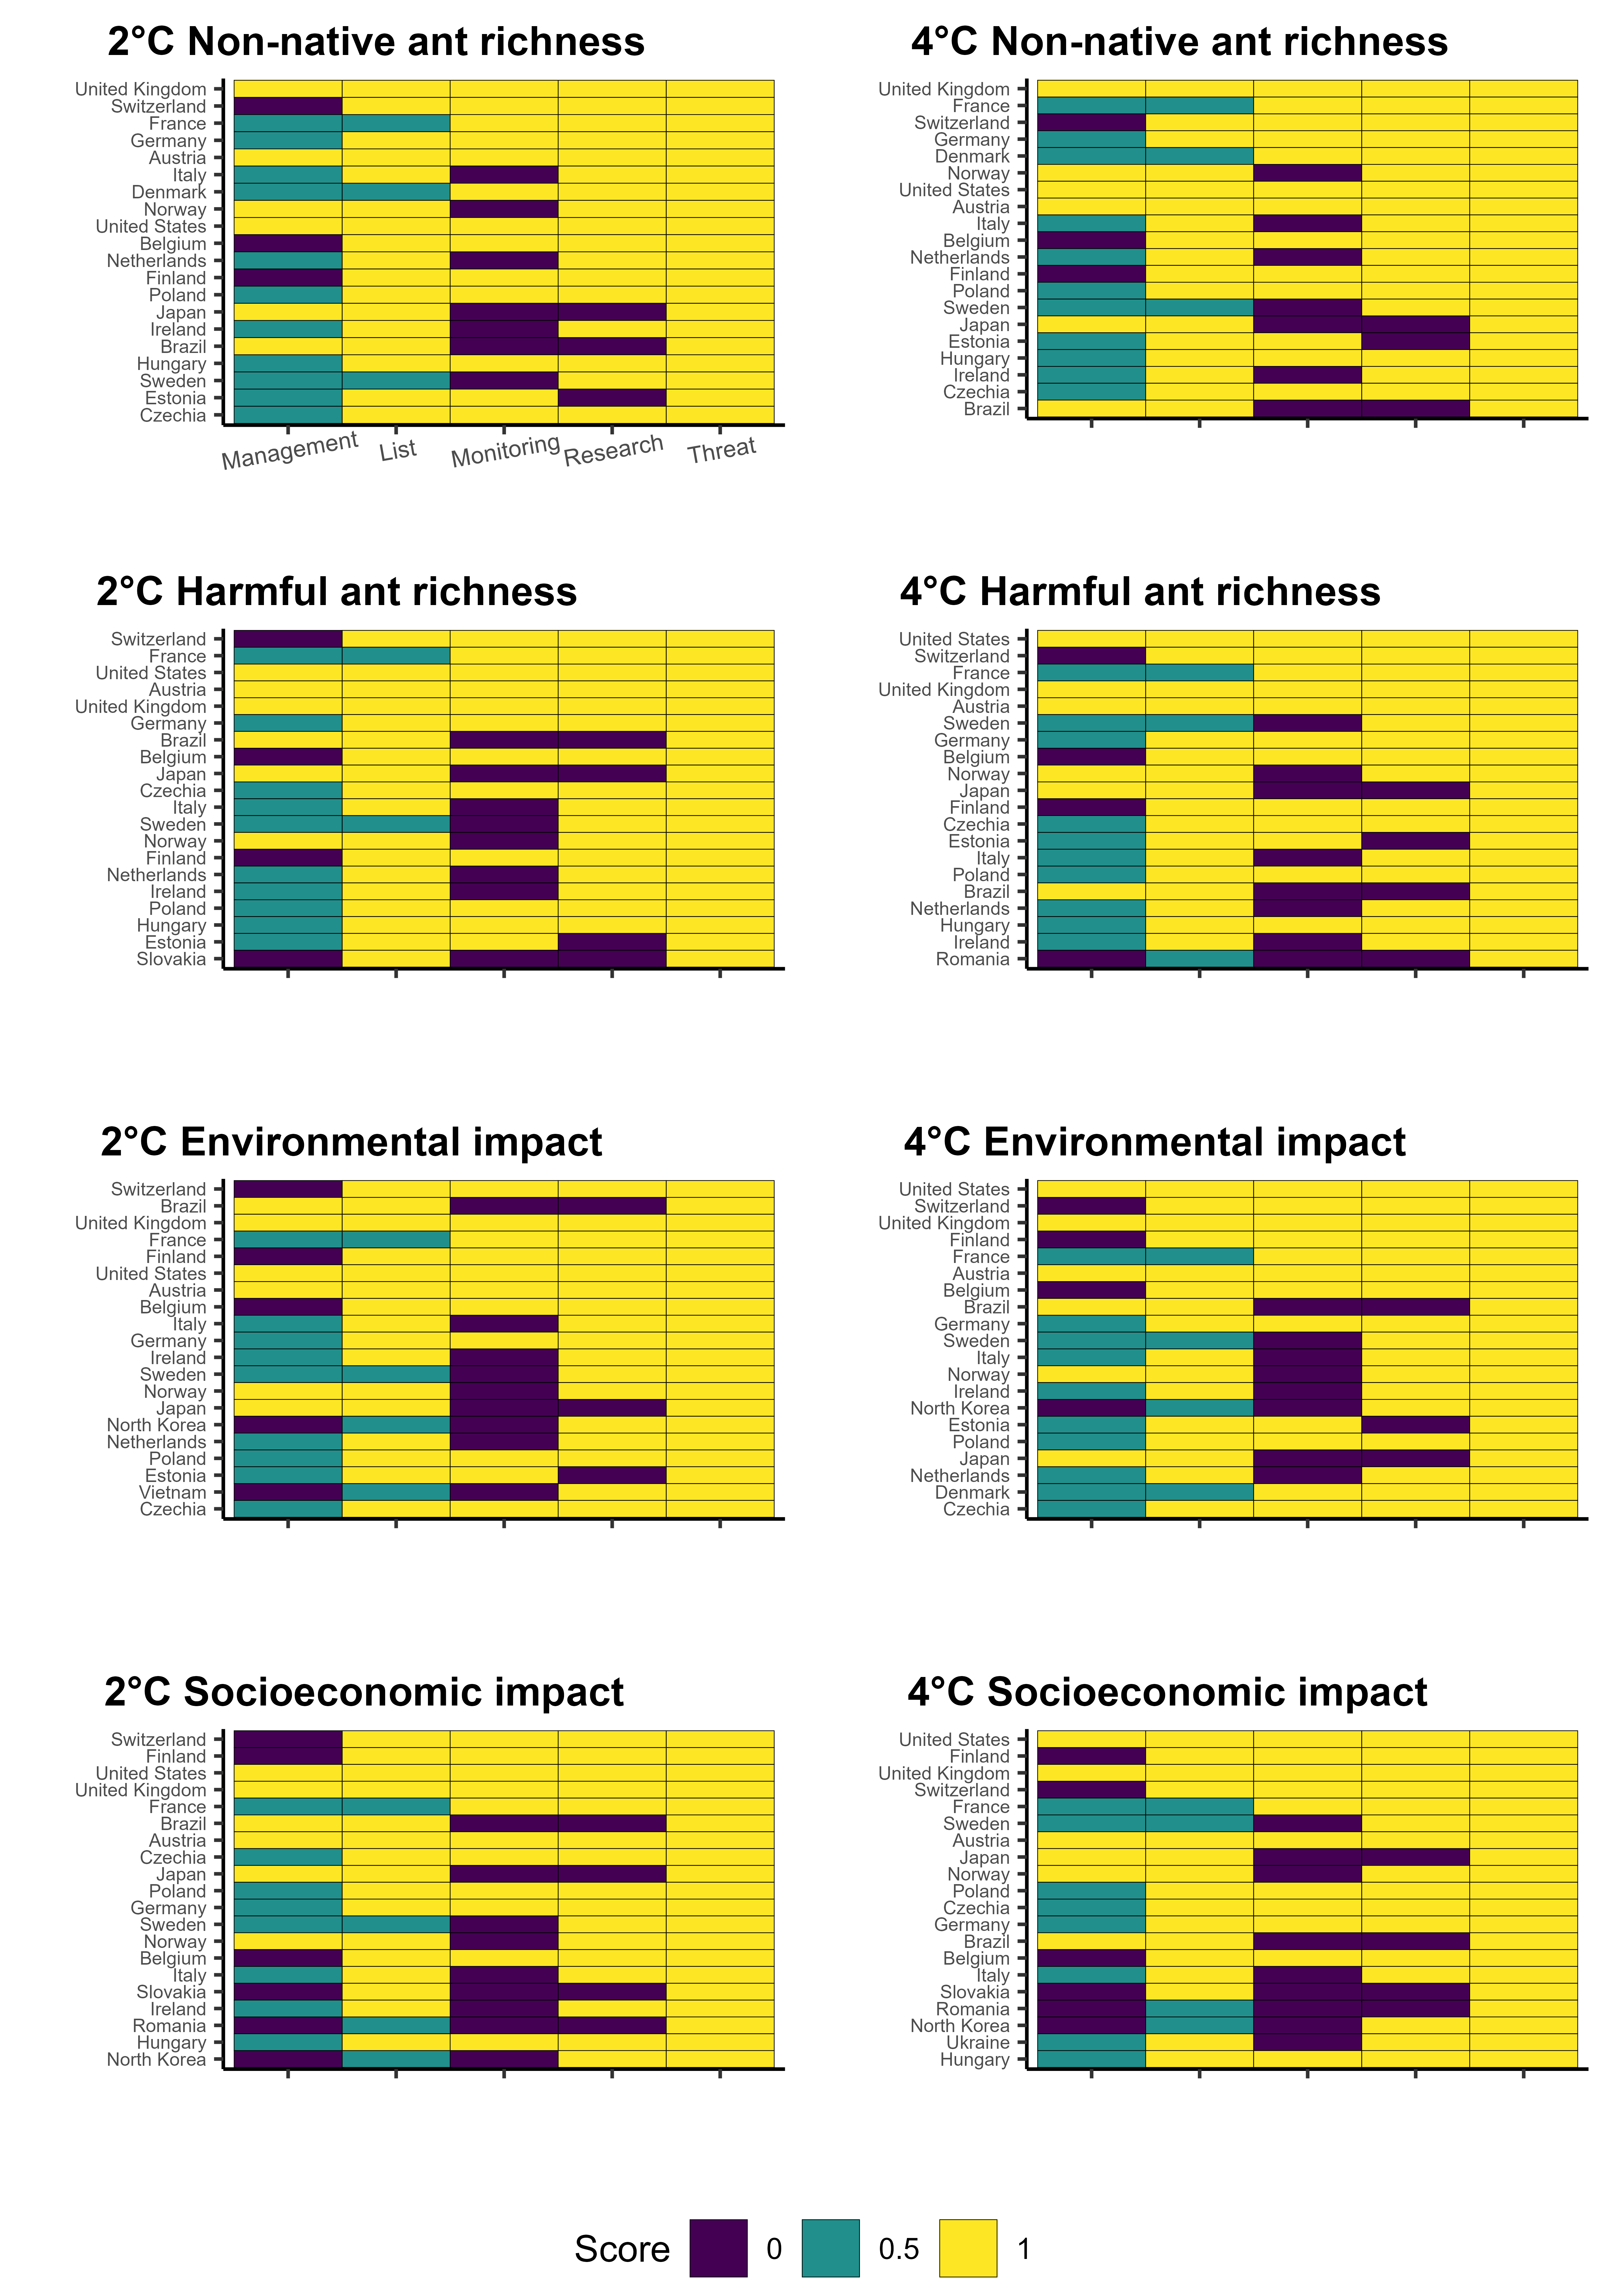 2°C Non-native ant richness
United Kingdom
Switzerland
France
Germany
Austria
Italy
Denmark
Norway
United States
Belgium
Netherlands
Finland
Poland
Japan
Ireland
Brazil
Hungary
Sweden
Estonia
Czechia
Management List Monitoring Research Threat
4°C Non-native ant richness
United Kingdom
France
Switzerland
Germany
Denmark
Norway
United States
Austria
Italy
Belgium
Netherlands
Finland
Poland
Sweden
Japan
Estonia
Hungary
Ireland
Czechia
Brazil
2°C Harmful ant richness
Switzerland
France
United States
Austria
United Kingdom
Germany
Brazil
Belgium
Japan
Czechia
Italy
Sweden
Norway
Finland
Netherlands
Ireland
Poland
Hungary
Estonia
Slovakia
4°C Harmful ant richness
United States
Switzerland
France
United Kingdom
Austria
Sweden
Germany
Belgium
Norway
Japan
Finland
Czechia
Estonia
Italy
Poland
Brazil
Netherlands
Hungary
Ireland
Romania
2°C Environmental impact
Switzerland
Brazil
United Kingdom
France
Finland
United States
Austria
Belgium
Italy
Germany
Ireland
Sweden
Norway
Japan
North Korea
Netherlands
Poland
Estonia
Vietnam
Czechia
4°C Environmental impact
United States
Switzerland
United Kingdom
Finland
France
Austria
Belgium
Brazil
Germany
Sweden
Italy
Norway
Ireland
North Korea
Estonia
Poland
Japan
Netherlands
Denmark
Czechia
2°C Socioeconomic impact
Switzerland
Finland
United States
United Kingdom
France
Brazil
Austria
Czechia
Japan
Poland
Germany
Sweden
Norway
Belgium
Italy
Slovakia
Ireland
Romania
Hungary
North Korea
4°C Socioeconomic impact
United States
Finland
United Kingdom
Switzerland
France
Sweden
Austria
Japan
Norway
Poland
Czechia
Germany
Brazil
Belgium
Italy
Slovakia
Romania
North Korea
Ukraine
Hungary
Score 0 0.5 1